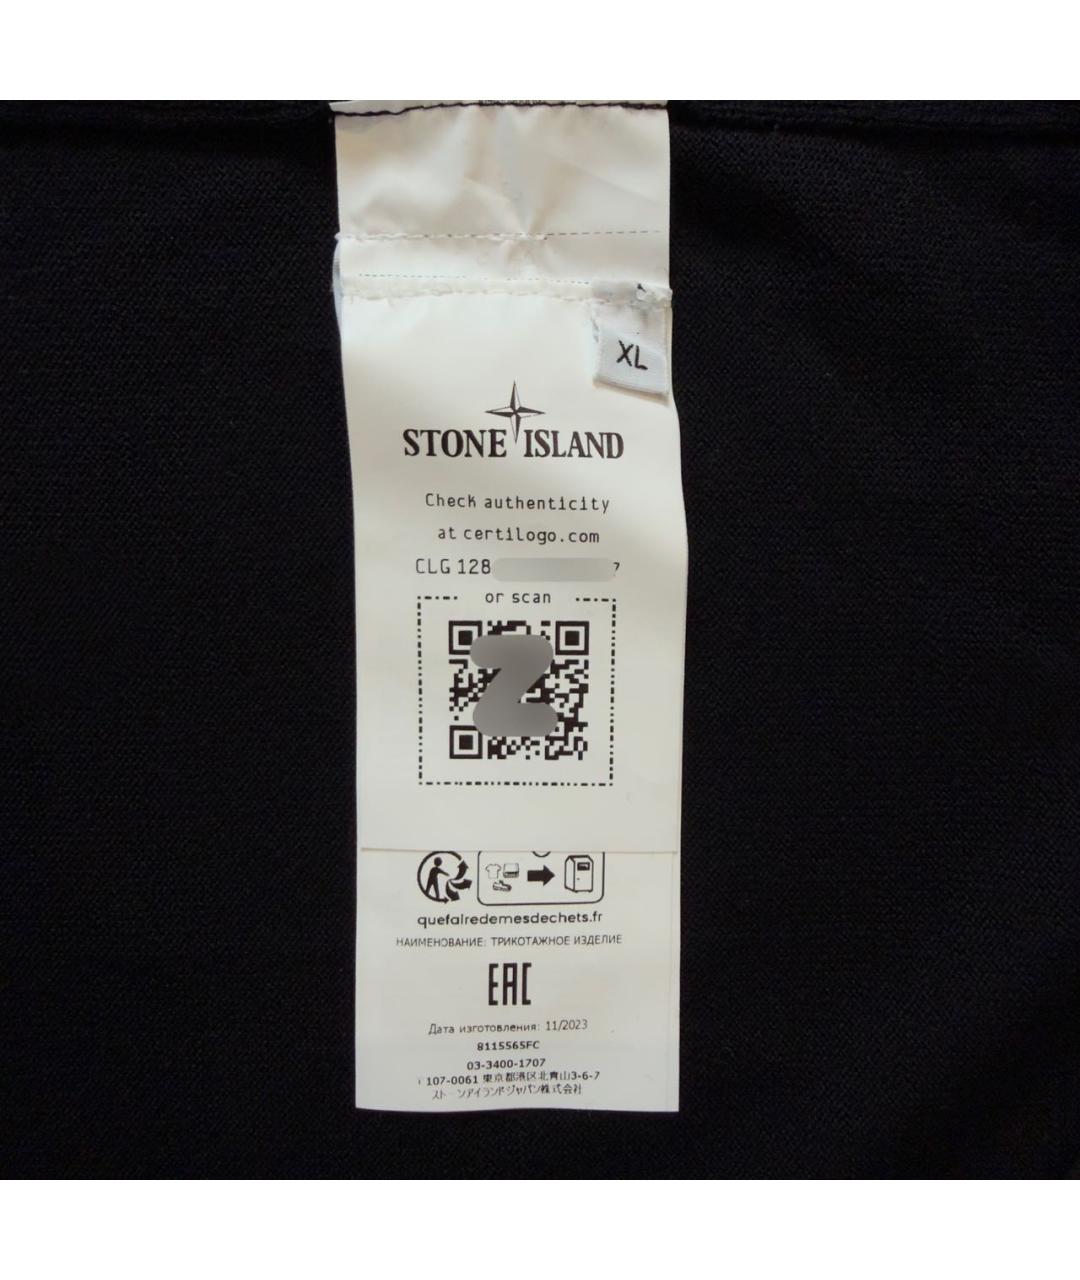 XL
STONE ISLAND
Check authenticity
at certilogo.com
CLG 128 7
or scan
quefairedemesdechets.fr
НАИМЕНОВАНИЕ: ТРИКОТАЖНОЕ ИЗДЕЛИЕ
EAC
Дата изготовления: 11/2023
8115565FC
03-3400-1707
〒107-0061 東京都港区北青山3-6-7
ストーンアイランドジャパン株式会社